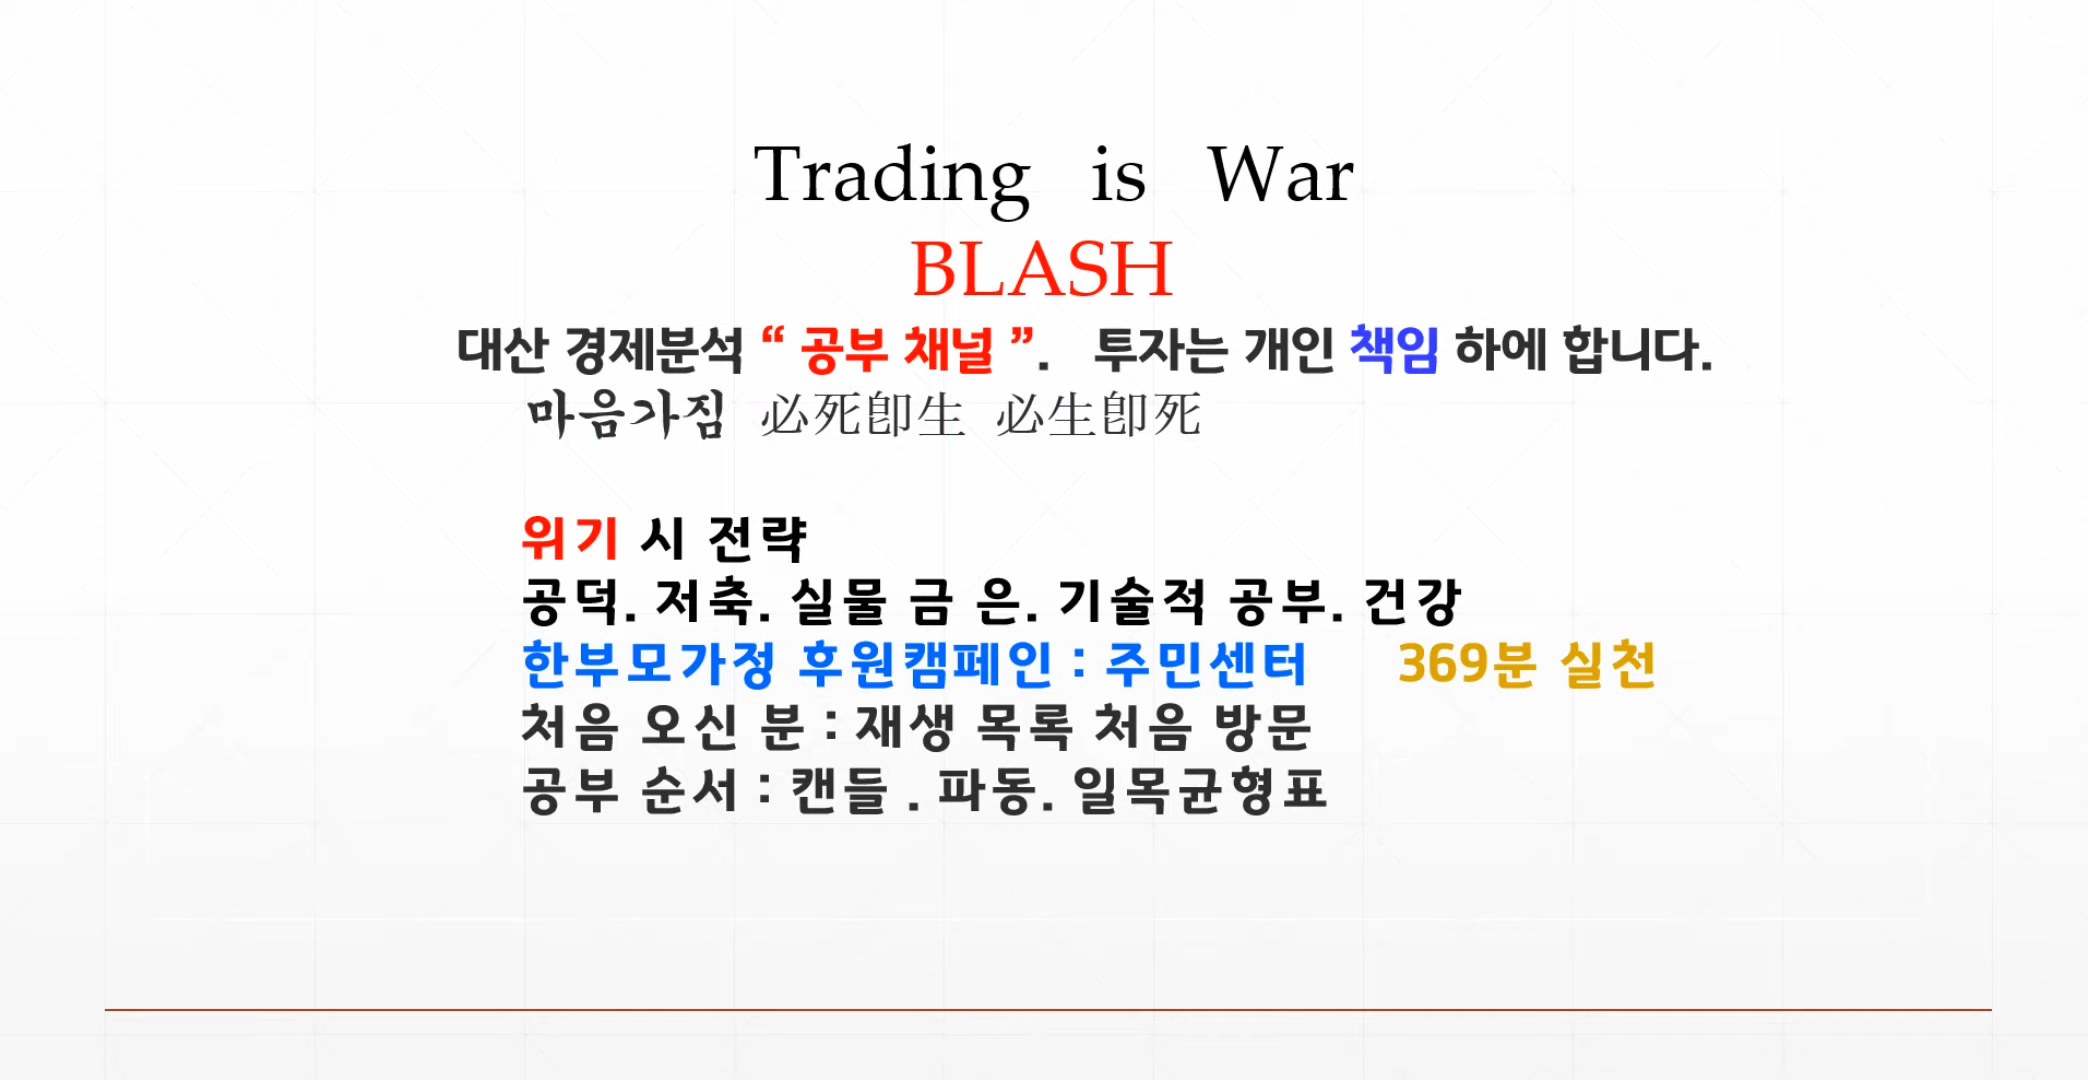 Trading is War
BLASH
대산 경제분석 “ 공부 채널 ”. 투자는 개인 책임 하에 합니다.
마음가짐 必死卽生 必生卽死
위기 시 전략
공덕. 저축. 실물 금 은. 기술적 공부. 건강
한부모가정 후원캠페인 : 주민센터 369분 실천
처음 오신 분 : 재생 목록 처음 방문
공부 순서 : 캔들 . 파동. 일목균형표